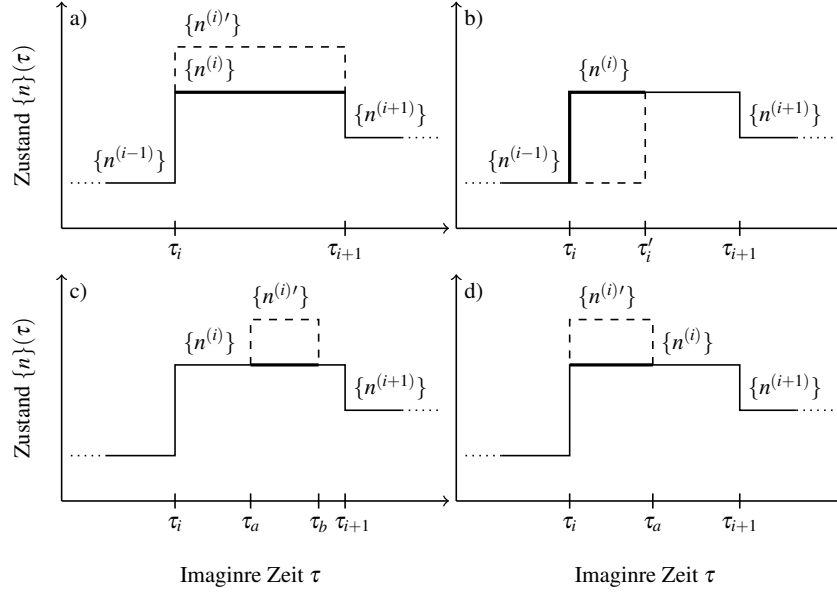 a)
{n^(i)′}
{n^(i)}
{n^(i+1)}
{n^(i−1)}
Zustand {n}(τ)
τ_i
τ_{i+1}
b)
{n^(i)}
{n^(i+1)}
{n^(i−1)}
τ_i
τ_i′
τ_{i+1}
c)
{n^(i)′}
{n^(i)}
{n^(i+1)}
Zustand {n}(τ)
τ_i
τ_a
τ_b
τ_{i+1}
Imaginre Zeit τ
d)
{n^(i)′}
{n^(i)}
{n^(i+1)}
τ_i
τ_a
τ_{i+1}
Imaginre Zeit τ